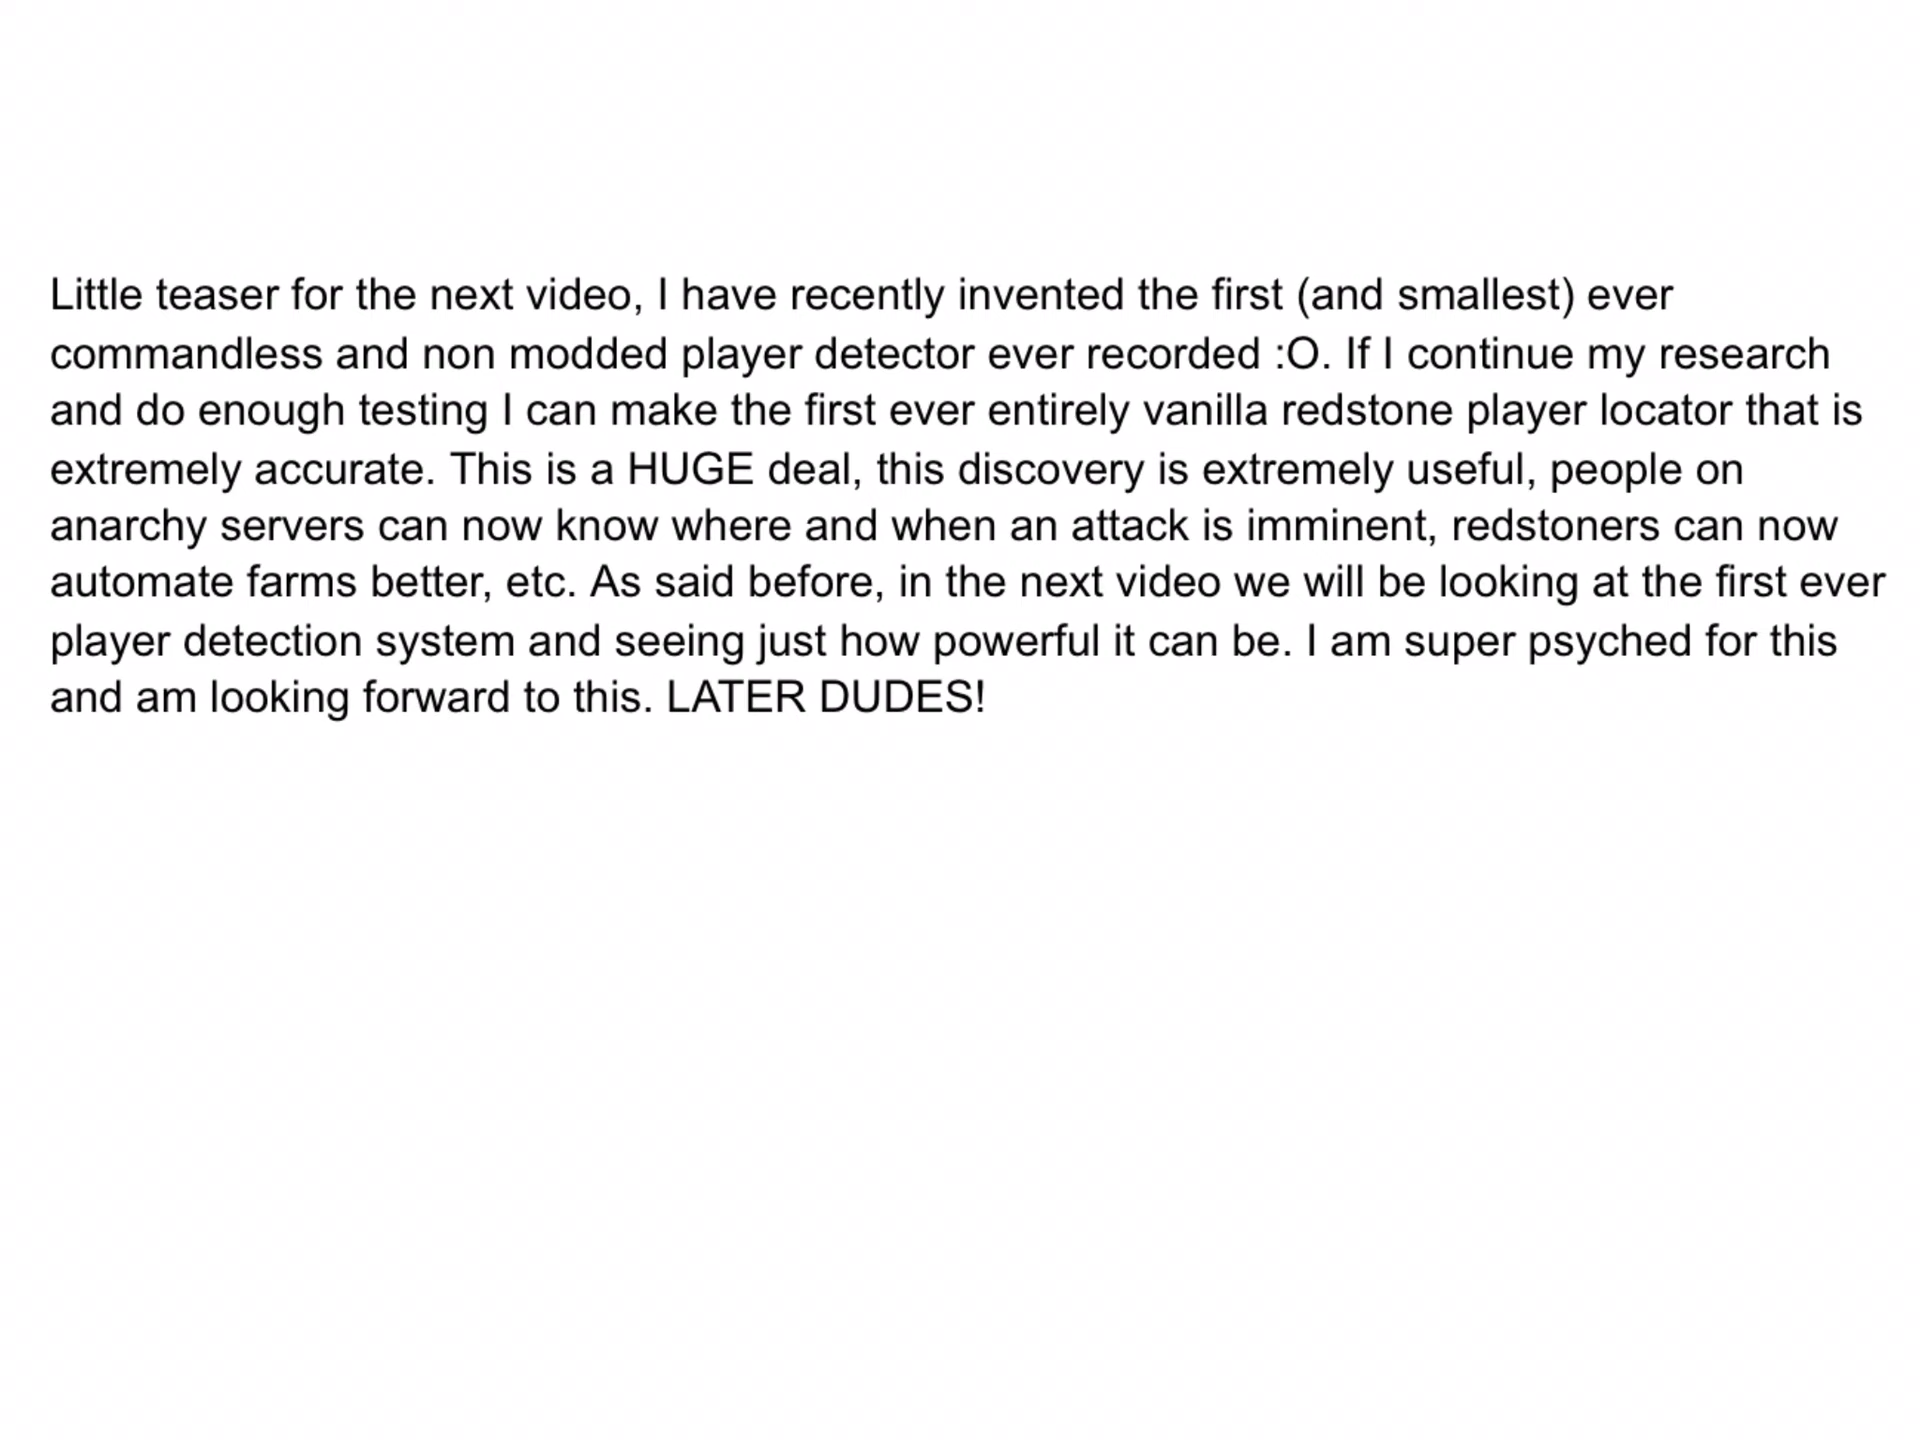 Little teaser for the next video, I have recently invented the first (and smallest) ever
commandless and non modded player detector ever recorded :O. If I continue my research
and do enough testing I can make the first ever entirely vanilla redstone player locator that is
extremely accurate. This is a HUGE deal, this discovery is extremely useful, people on
anarchy servers can now know where and when an attack is imminent, redstoners can now
automate farms better, etc. As said before, in the next video we will be looking at the first ever
player detection system and seeing just how powerful it can be. I am super psyched for this
and am looking forward to this. LATER DUDES!